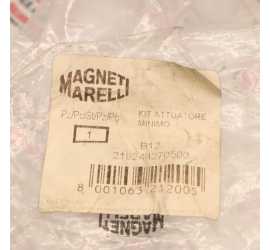 MAGNETI
MARELLI
KIT ATTUATORE
MINIMO
1
B12
8 001063 212005